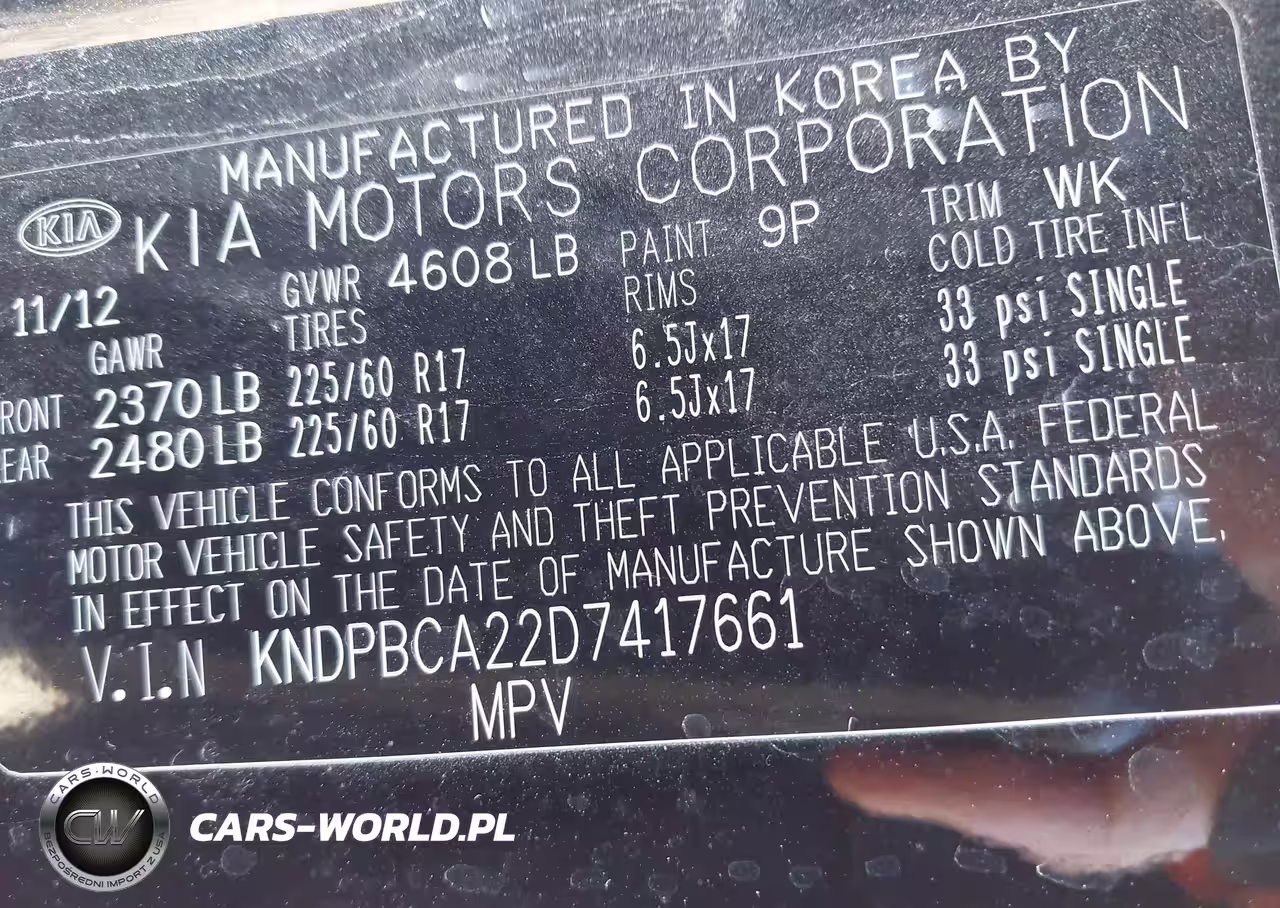 MANUFACTURED IN KOREA BY
KIA KIA MOTORS CORPORATION
11/12 GVWR 4608 LB PAINT 9P TRIM WK
GAWR TIRES RIMS COLD TIRE INFL
RONT 2370 LB 225/60 R17 6.5Jx17 33 psi SINGLE
EAR 2480 LB 225/60 R17 6.5Jx17 33 psi SINGLE
THIS VEHICLE CONFORMS TO ALL APPLICABLE U.S.A. FEDERAL
MOTOR VEHICLE SAFETY AND THEFT PREVENTION STANDARDS
IN EFFECT ON THE DATE OF MANUFACTURE SHOWN ABOVE.
V.I.N KNDPBCA22D7417661
MPV
CARS-WORLD
CW
BEZPOŚREDNI IMPORT Z USA
CARS-WORLD.PL